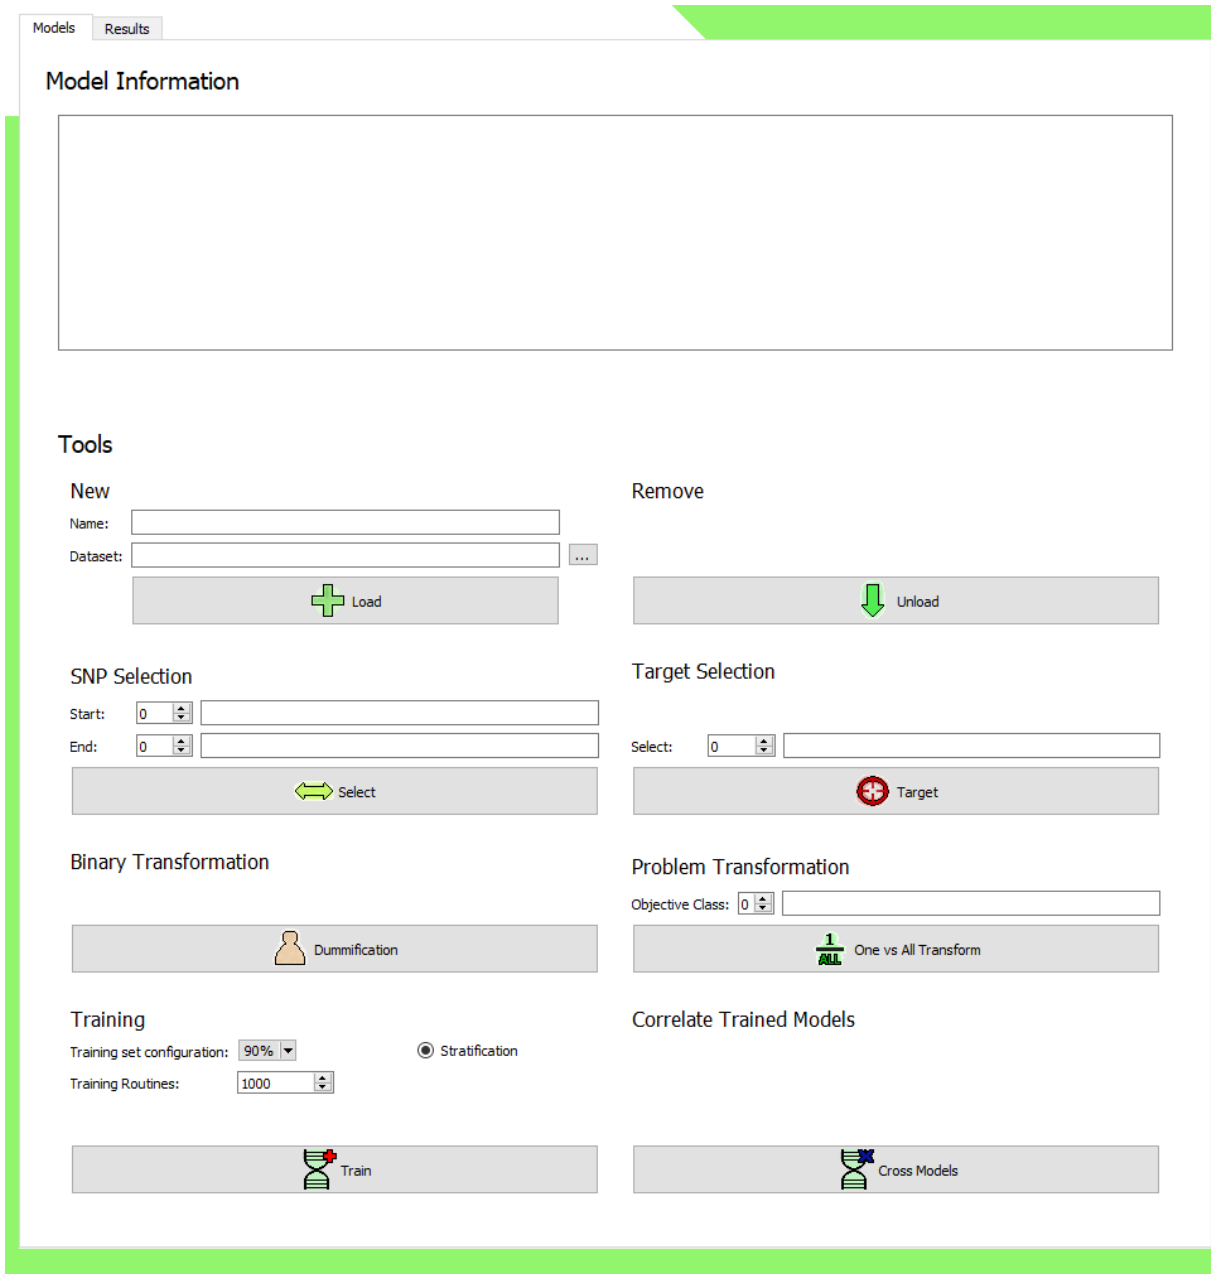 Models Results
Model Information
Tools
New Remove
Name:
Dataset: ...
Load Unload
SNP Selection Target Selection
Start: 0
End: 0 Select: 0
Select Target
Binary Transformation Problem Transformation
Objective Class: 0
Dummification 1 ALL One vs All Transform
Training Correlate Trained Models
Training set configuration: 90% Stratification
Training Routines: 1000
Train Cross Models